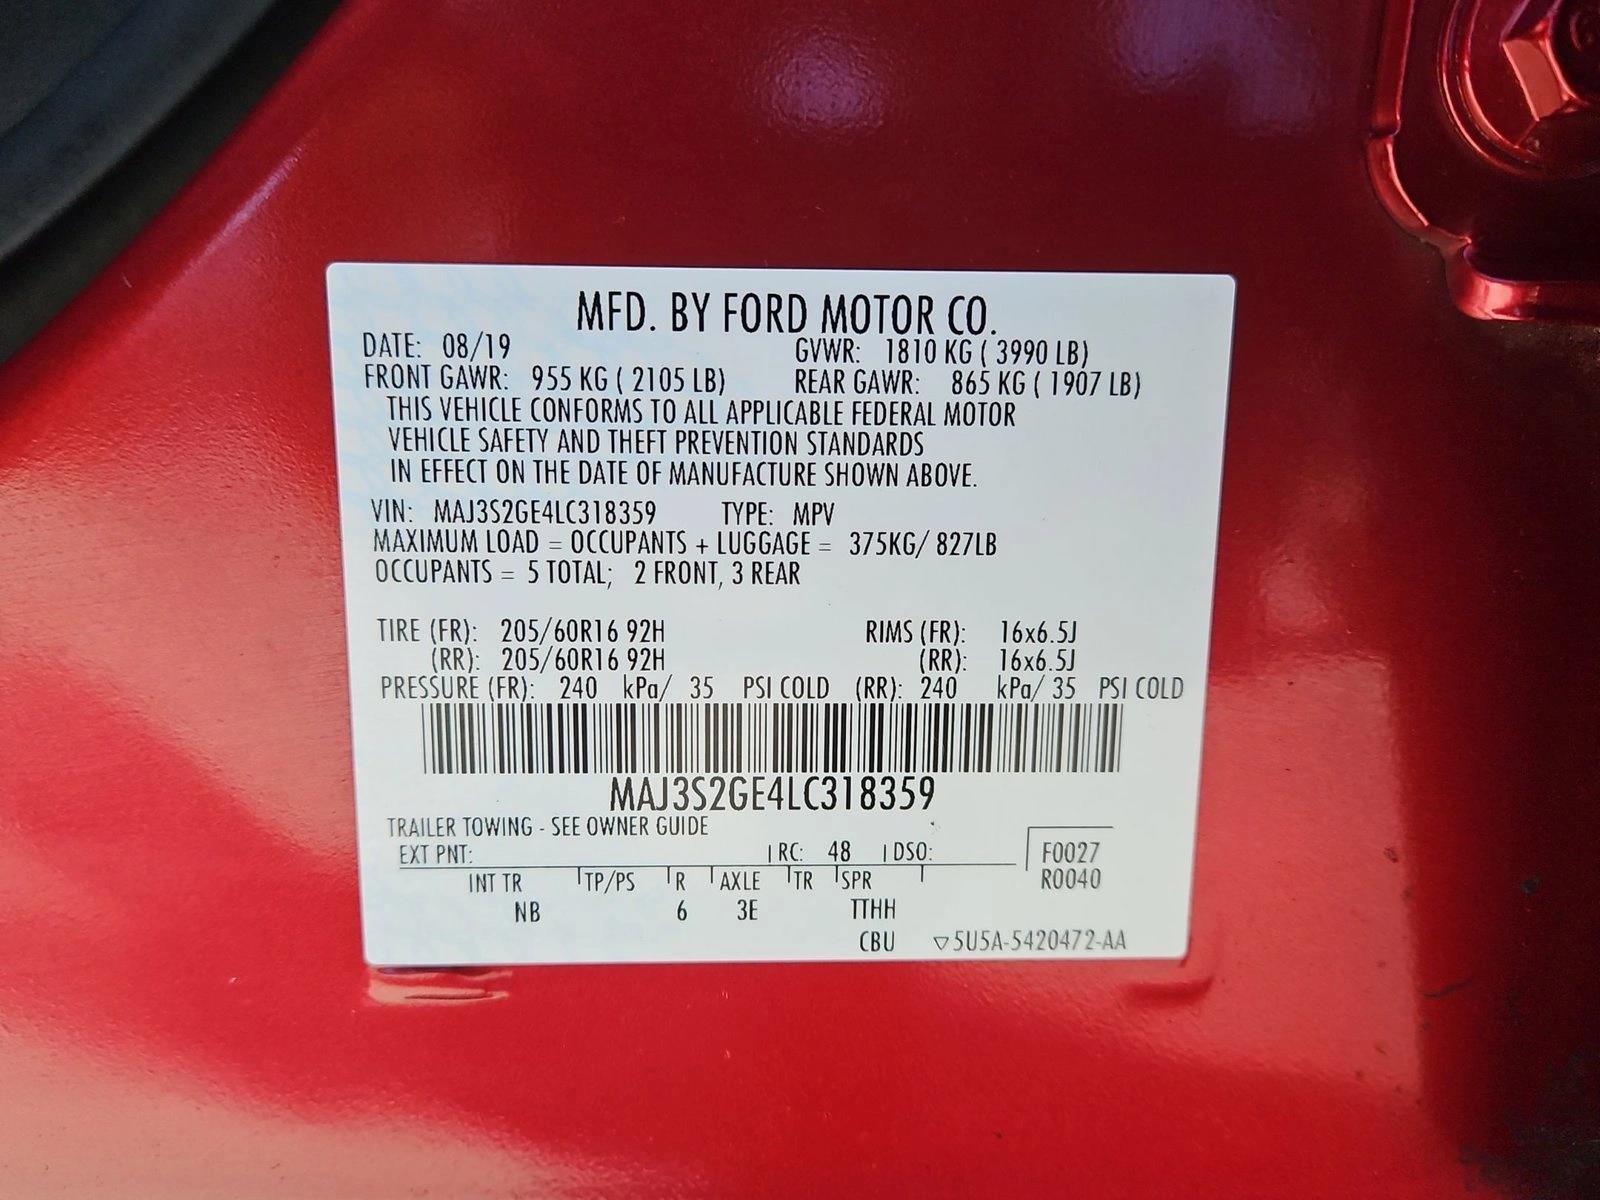 MFD. BY FORD MOTOR CO.
DATE: 08/19 GVWR: 1810 KG ( 3990 LB)
FRONT GAWR: 955 KG ( 2105 LB) REAR GAWR: 865 KG ( 1907 LB)
THIS VEHICLE CONFORMS TO ALL APPLICABLE FEDERAL MOTOR
VEHICLE SAFETY AND THEFT PREVENTION STANDARDS
IN EFFECT ON THE DATE OF MANUFACTURE SHOWN ABOVE.
VIN: MAJ3S2GE4LC318359 TYPE: MPV
MAXIMUM LOAD = OCCUPANTS + LUGGAGE = 375KG/ 827LB
OCCUPANTS = 5 TOTAL; 2 FRONT, 3 REAR
TIRE (FR): 205/60R16 92H RIMS (FR): 16x6.5J
(RR): 205/60R16 92H (RR): 16x6.5J
PRESSURE (FR): 240 kPa/ 35 PSI COLD (RR): 240 kPa/ 35 PSI COLD
MAJ3S2GE4LC318359
TRAILER TOWING - SEE OWNER GUIDE
EXT PNT: RC: 48 DSO: F0027
INT TR TP/PS R AXLE TR SPR R0040
NB 6 3E TTHH
CBU ▽5U5A-5420472-AA